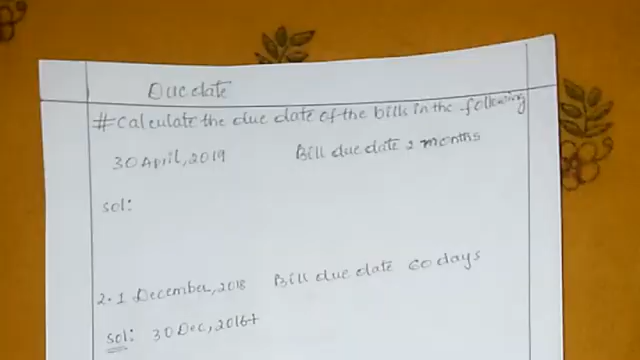 Due date
# Calculate the due date of the bills in the following
30 April, 2019 Bill due date 2 months
Sol:
2. 1 December, 2018 Bill due date 60 days
Sol: 30 Dec, 2018+